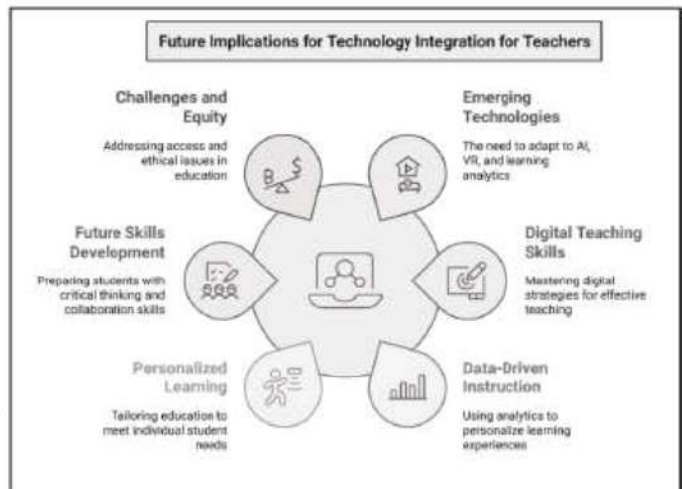 Future Implications for Technology Integration for Teachers
Challenges and
Equity
Addressing access and
ethical issues in
education
Emerging
Technologies
The need to adapt to AI,
VR, and learning
analytics
Future Skills
Development
Preparing students with
critical thinking and
collaboration skills
Digital Teaching
Skills
Mastering digital
strategies for effective
teaching
Personalized
Learning
Tailoring education to
meet individual student
needs
Data-Driven
Instruction
Using analytics to
personalize learning
experiences
B $